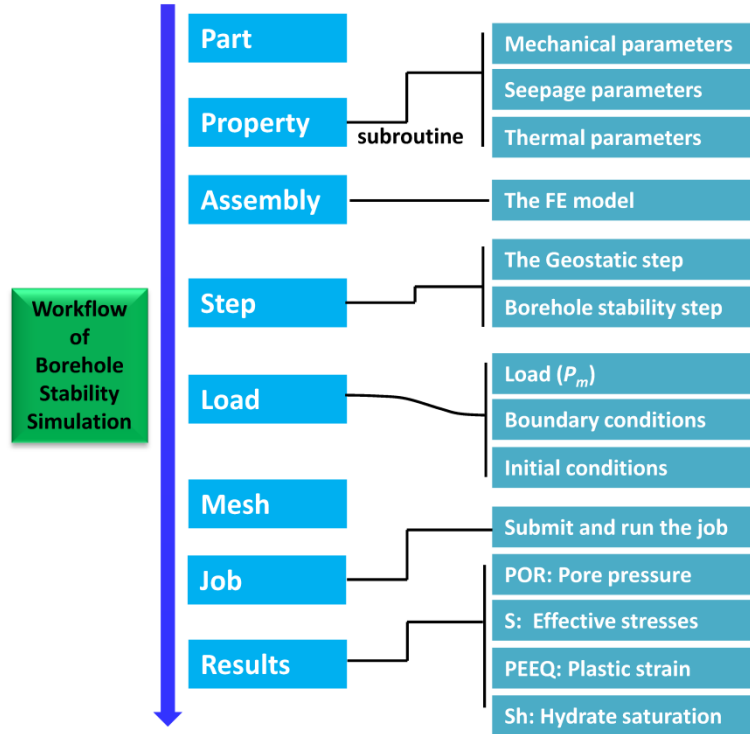 Workflow
of
Borehole
Stability
Simulation
Part
Property
subroutine
Mechanical parameters
Seepage parameters
Thermal parameters
Assembly
The FE model
Step
The Geostatic step
Borehole stability step
Load
Load (Pm)
Boundary conditions
Initial conditions
Mesh
Job
Submit and run the job
Results
POR: Pore pressure
S: Effective stresses
PEEQ: Plastic strain
Sh: Hydrate saturation